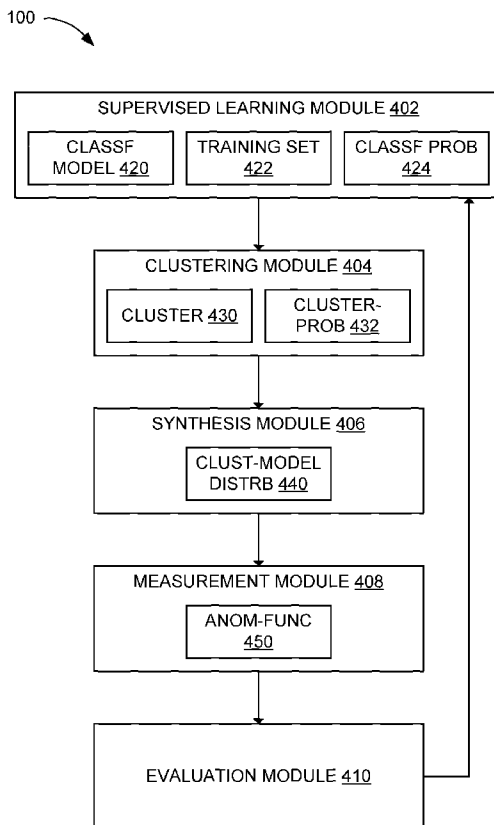 100
SUPERVISED LEARNING MODULE 402
CLASSF
MODEL 420
TRAINING SET
422
CLASSF PROB
424
CLUSTERING MODULE 404
CLUSTER 430
CLUSTER-
PROB 432
SYNTHESIS MODULE 406
CLUST-MODEL
DISTRB 440
MEASUREMENT MODULE 408
ANOM-FUNC
450
EVALUATION MODULE 410